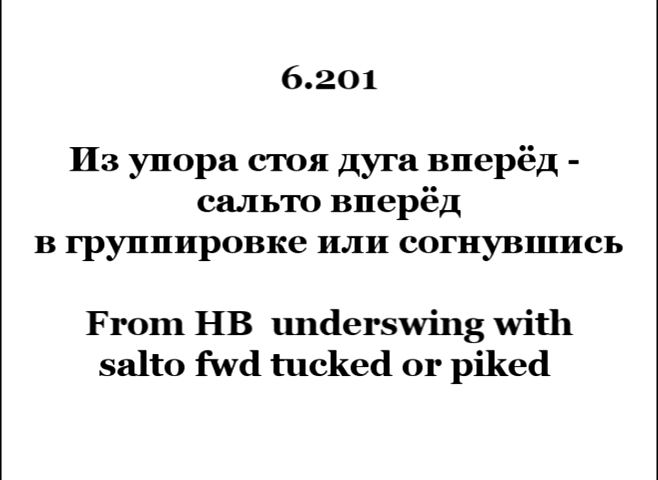 6.201
Из упора стоя дуга вперёд -
сальто вперёд
в группировке или согнувшись
From HB underswing with
salto fwd tucked or piked